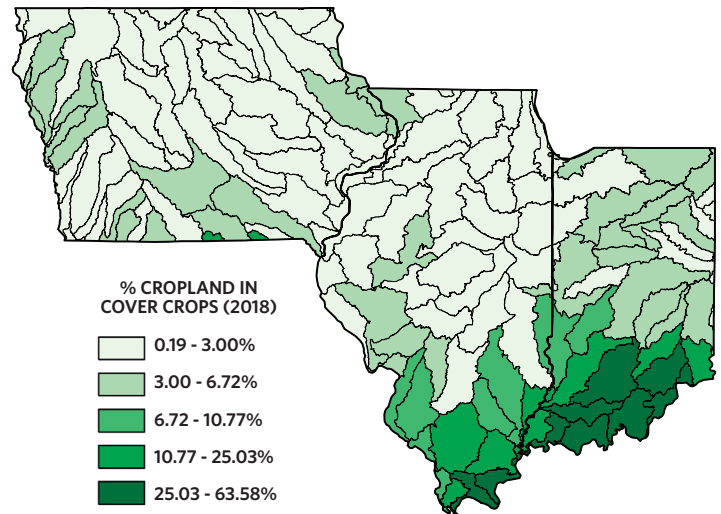 % CROPLAND IN
COVER CROPS (2018)
0.19 - 3.00%
3.00 - 6.72%
6.72 - 10.77%
10.77 - 25.03%
25.03 - 63.58%